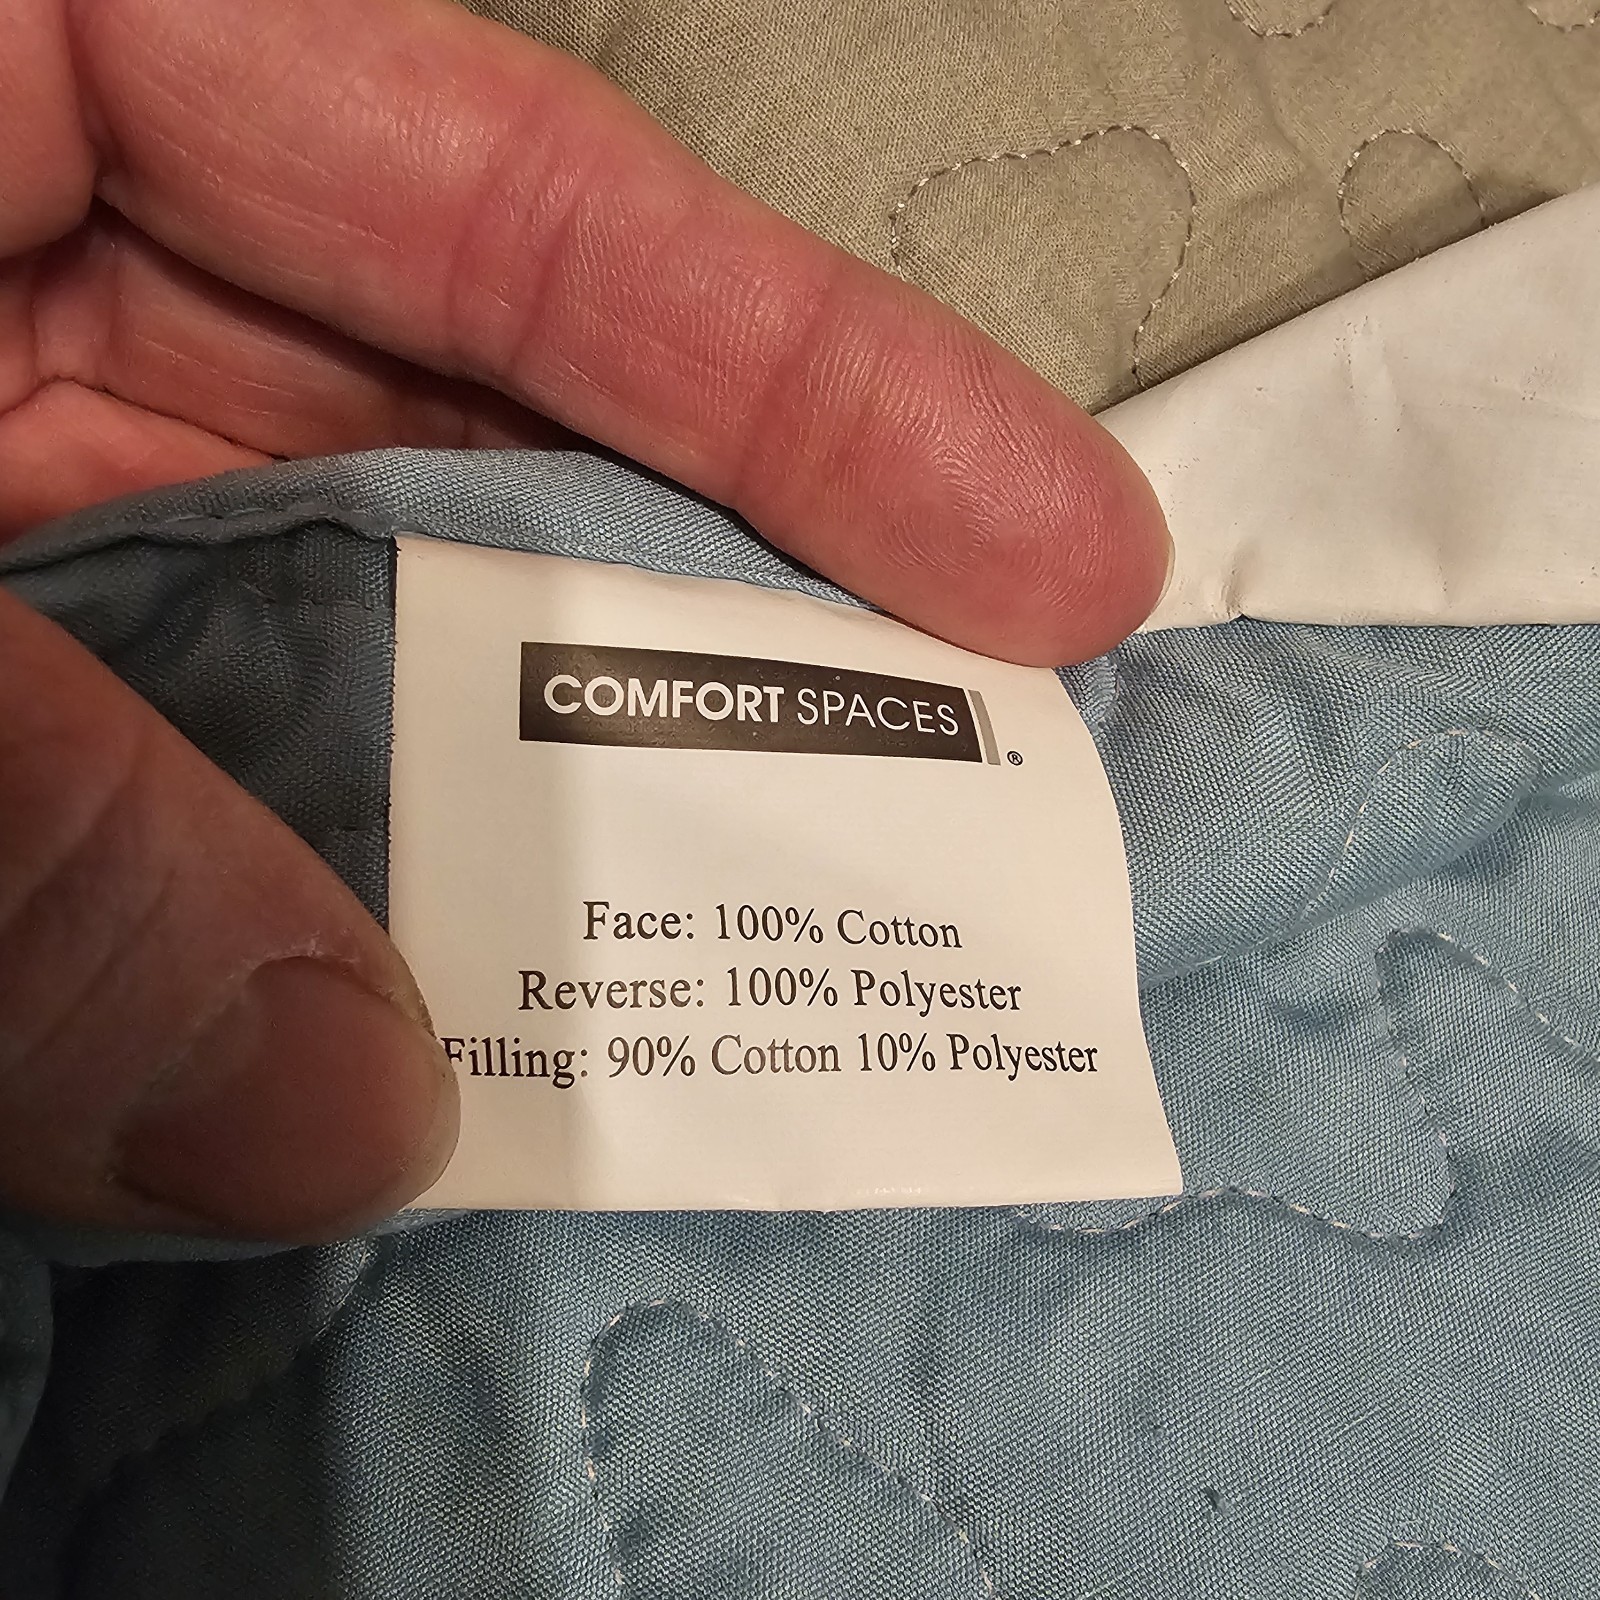 COMFORT SPACES ®
Face: 100% Cotton
Reverse: 100% Polyester
Filling: 90% Cotton 10% Polyester